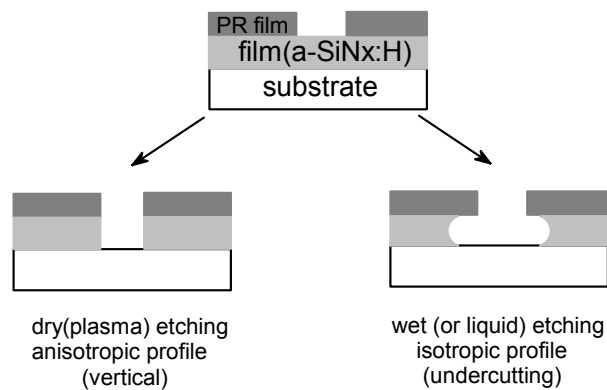 PR film
film(a-SiNx:H)
substrate
dry(plasma) etching
anisotropic profile
(vertical)
wet (or liquid) etching
isotropic profile
(undercutting)